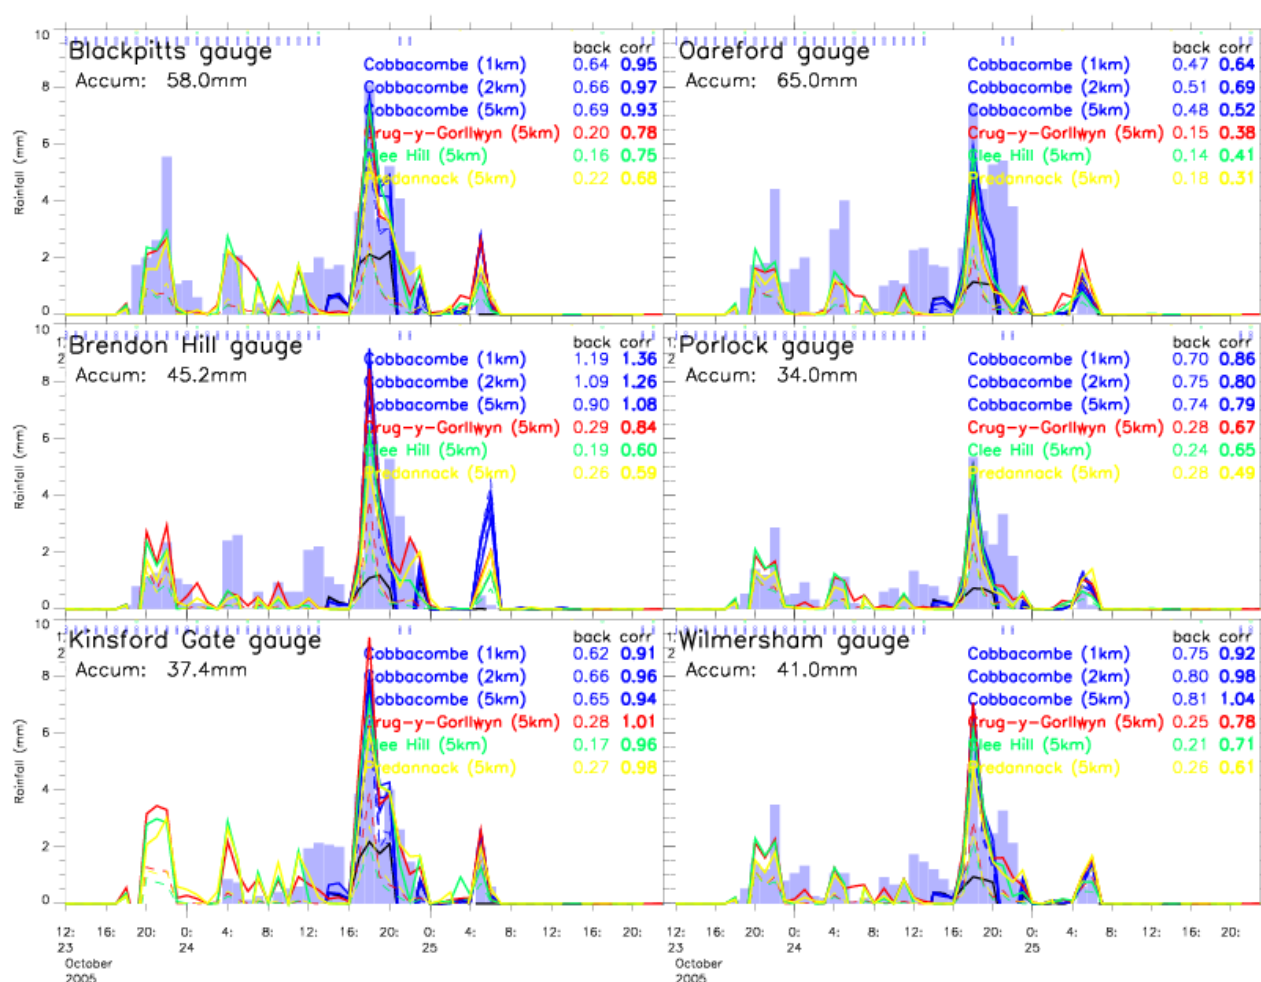 10
Blackpitts gauge
Accum: 58.0mm
back corr
Cobbacombe (1km) 0.64 0.95
Cobbacombe (2km) 0.66 0.97
Cobbacombe (5km) 0.69 0.93
Crug-y-Gorllwyn (5km) 0.20 0.78
Clee Hill (5km) 0.16 0.75
Predannack (5km) 0.22 0.68
8
6
4
2
0
Rainfall (mm)
Oareford gauge
Accum: 65.0mm
back corr
Cobbacombe (1km) 0.47 0.64
Cobbacombe (2km) 0.51 0.69
Cobbacombe (5km) 0.48 0.52
Crug-y-Gorllwyn (5km) 0.15 0.38
Clee Hill (5km) 0.14 0.41
Predannack (5km) 0.18 0.31
10
Brendon Hill gauge
Accum: 45.2mm
back corr
Cobbacombe (1km) 1.19 1.36
Cobbacombe (2km) 1.09 1.26
Cobbacombe (5km) 0.90 1.08
Crug-y-Gorllwyn (5km) 0.29 0.84
Clee Hill (5km) 0.19 0.60
Predannack (5km) 0.26 0.59
8
6
4
2
0
Rainfall (mm)
Porlock gauge
Accum: 34.0mm
back corr
Cobbacombe (1km) 0.70 0.86
Cobbacombe (2km) 0.75 0.80
Cobbacombe (5km) 0.74 0.79
Crug-y-Gorllwyn (5km) 0.28 0.67
Clee Hill (5km) 0.24 0.65
Predannack (5km) 0.28 0.49
10
Kinsford Gate gauge
Accum: 37.4mm
back corr
Cobbacombe (1km) 0.62 0.91
Cobbacombe (2km) 0.66 0.96
Cobbacombe (5km) 0.65 0.94
Crug-y-Gorllwyn (5km) 0.28 1.01
Clee Hill (5km) 0.17 0.96
Predannack (5km) 0.27 0.98
8
6
4
2
0
Rainfall (mm)
Wilmersham gauge
Accum: 41.0mm
back corr
Cobbacombe (1km) 0.75 0.92
Cobbacombe (2km) 0.80 0.98
Cobbacombe (5km) 0.81 1.04
Crug-y-Gorllwyn (5km) 0.25 0.78
Clee Hill (5km) 0.21 0.71
Predannack (5km) 0.26 0.61
12: 16: 20: 0: 4: 8: 12: 16: 20: 0: 4: 8: 12: 16: 20:
23 24 25
October
2005
12: 16: 20: 0: 4: 8: 12: 16: 20: 0: 4: 8: 12: 16: 20:
23 24 25